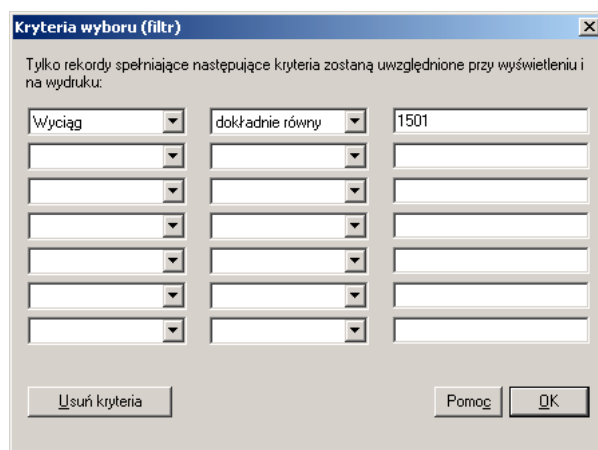 Kryteria wyboru (filtr)
Tylko rekordy spełniające następujące kryteria zostaną uwzględnione przy wyświetleniu i
na wydruku:
Wyciąg dokładnie równy 1501
Usuń kryteria Pomoc OK